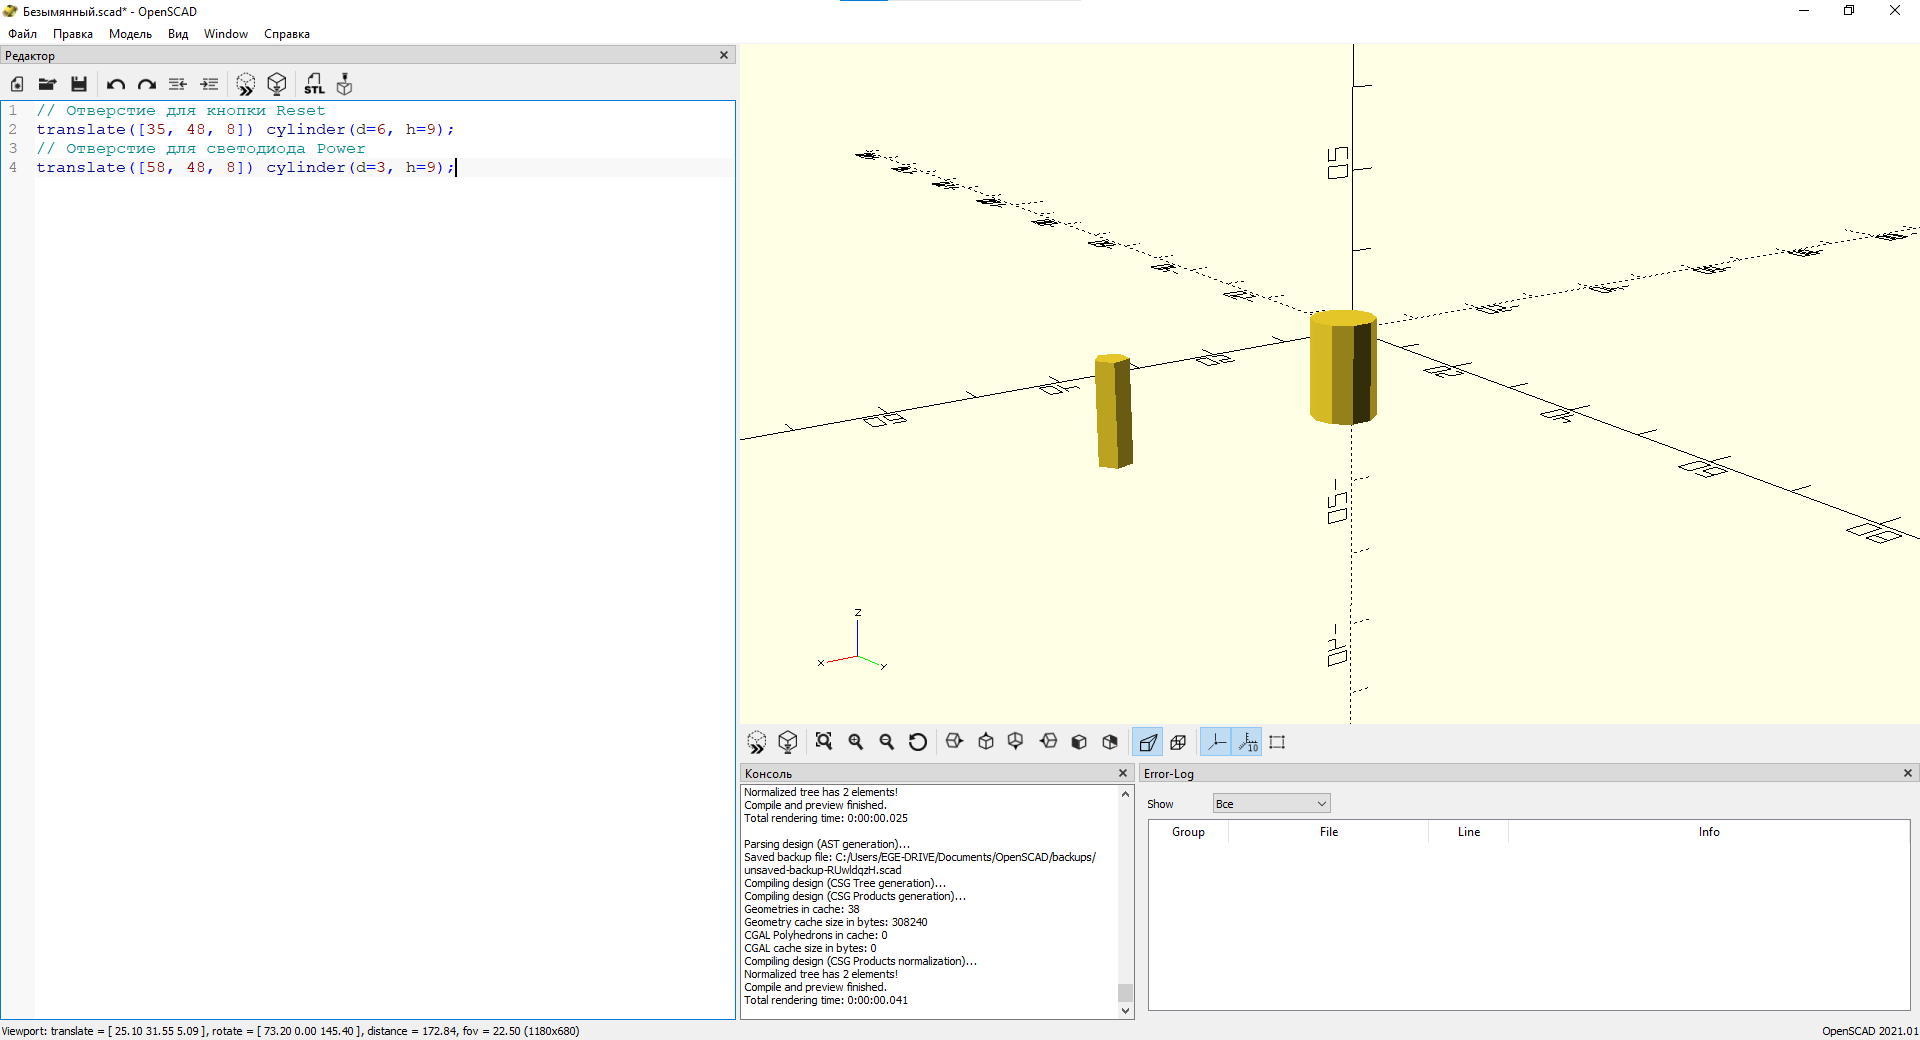 Безымянный.scad* - OpenSCAD
Файл Правка Модель Вид Window Справка
Редактор
STL
1 // Отверстие для кнопки Reset
2 translate([35, 48, 8]) cylinder(d=6, h=9);
3 // Отверстие для светодиода Power
4 translate([58, 48, 8]) cylinder(d=3, h=9);
z
x
y
10
Консоль
Normalized tree has 2 elements!
Compile and preview finished.
Total rendering time: 0:00:00.025
Parsing design (AST generation)...
Saved backup file: C:/Users/EGE-DRIVE/Documents/OpenSCAD/backups/
unsaved-backup-RUwldqzH.scad
Compiling design (CSG Tree generation)...
Compiling design (CSG Products generation)...
Geometries in cache: 38
Geometry cache size in bytes: 308240
CGAL Polyhedrons in cache: 0
CGAL cache size in bytes: 0
Compiling design (CSG Products normalization)...
Normalized tree has 2 elements!
Compile and preview finished.
Total rendering time: 0:00:00.041
Error-Log
Show Все
Group File Line Info
Viewport: translate = [ 25.10 31.55 5.09 ], rotate = [ 73.20 0.00 145.40 ], distance = 172.84, fov = 22.50 (1180x680)
OpenSCAD 2021.01